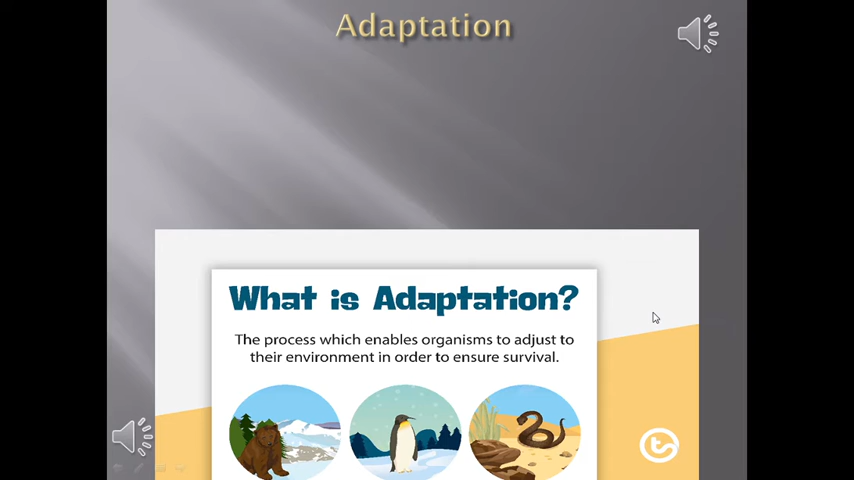 Adaptation
What is Adaptation?
The process which enables organisms to adjust to
their environment in order to ensure survival.